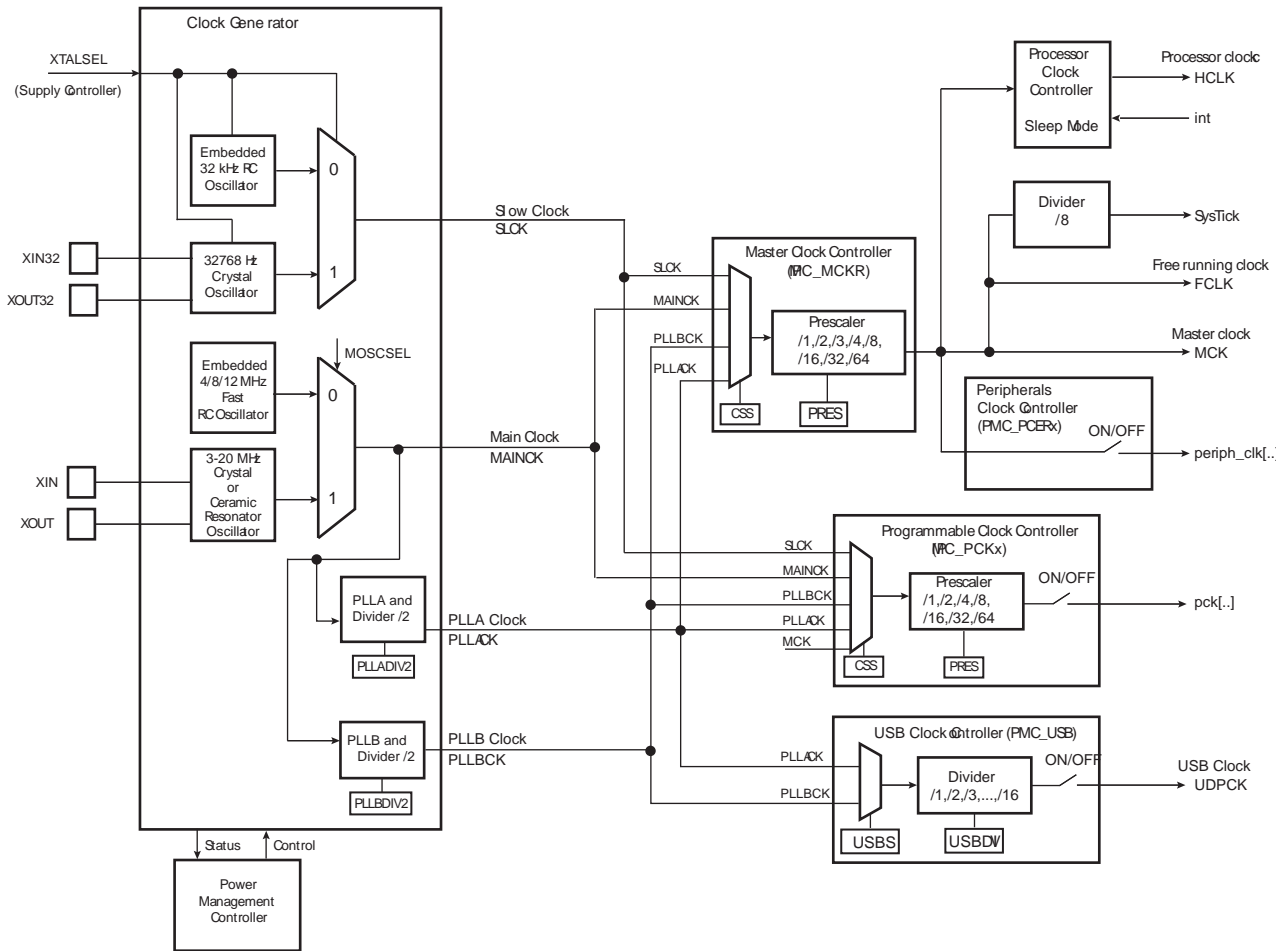 Clock Generator
XTALSEL
(Supply Controller)
Embedded
32 kHz RC
Oscillator
0
XIN32
XOUT32
32768 Hz
Crystal
Oscillator
1
Slow Clock
SLCK
MOSCSEL
Embedded
4/8/12 MHz
Fast
RC Oscillator
0
XIN
XOUT
3-20 MHz
Crystal
or
Ceramic
Resonator
Oscillator
1
Main Clock
MAINCK
PLLA and
Divider /2
PLLADIV2
PLLA Clock
PLLACK
PLLB and
Divider /2
PLLBDIV2
PLLB Clock
PLLBCK
Status
Control
Power
Management
Controller
Master Clock Controller
(PMC_MCKR)
SLCK
MAINCK
PLLBCK
PLLACK
CSS
Prescaler
/1,/2,/3,/4,/8,
/16,/32,/64
PRES
Processor
Clock
Controller
Sleep Mode
Processor clock
HCLK
int
Divider
/8
SysTick
Free running clock
FCLK
Master clock
MCK
Peripherals
Clock Controller
(PMC_PCERx)
ON/OFF
periph_clk[..]
Programmable Clock Controller
(PMC_PCKx)
SLCK
MAINCK
PLLBCK
PLLACK
MCK
CSS
Prescaler
/1,/2,/4,/8,
/16,/32,/64
PRES
ON/OFF
pck[..]
USB Clock Controller (PMC_USB)
PLLACK
PLLBCK
USBS
Divider
/1,/2,/3,...,/16
USBDIV
ON/OFF
USB Clock
UDPCK